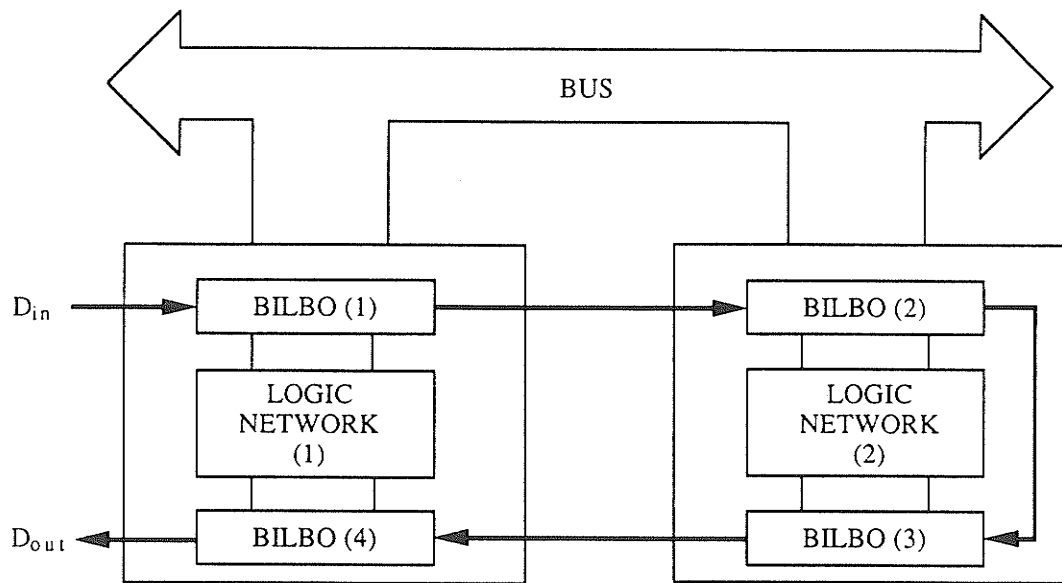 BUS
Din
BILBO (1)
BILBO (2)
LOGIC
NETWORK
(1)
LOGIC
NETWORK
(2)
Dout
BILBO (4)
BILBO (3)